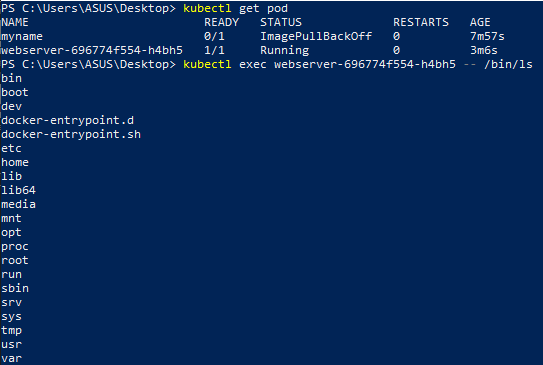 PS C:\Users\ASUS\Desktop> kubectl get pod
NAME                         READY   STATUS             RESTARTS   AGE
myname                       0/1     ImagePullBackOff   0          7m57s
webserver-696774f554-h4bh5   1/1     Running            0          3m6s
PS C:\Users\ASUS\Desktop> kubectl exec webserver-696774f554-h4bh5 -- /bin/ls
bin
boot
dev
docker-entrypoint.d
docker-entrypoint.sh
etc
home
lib
lib64
media
mnt
opt
proc
root
run
sbin
srv
sys
tmp
usr
var